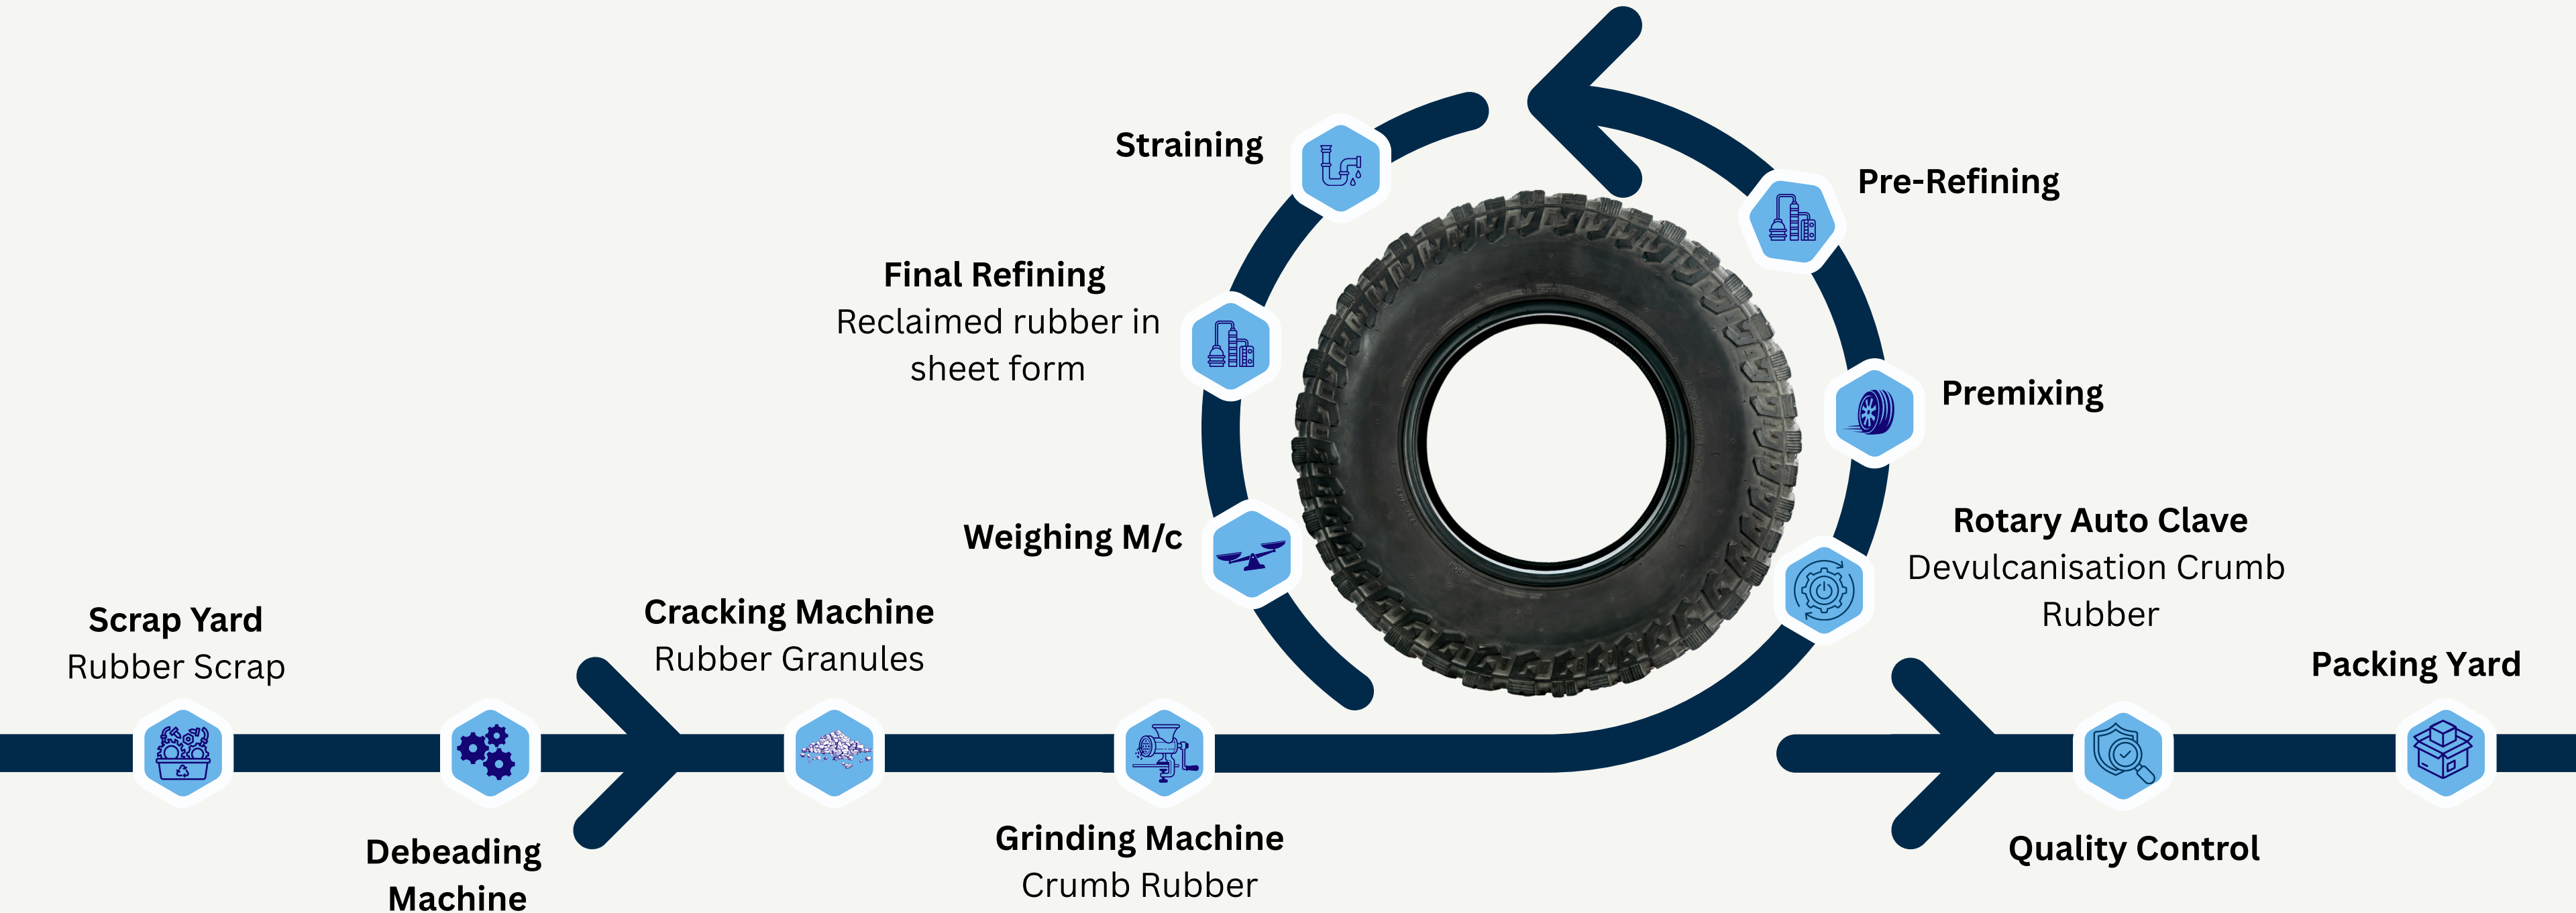 Scrap Yard
Rubber Scrap
Debeading
Machine
Cracking Machine
Rubber Granules
Grinding Machine
Crumb Rubber
Rotary Auto Clave
Devulcanisation Crumb
Rubber
Premixing
Pre-Refining
Straining
Final Refining
Reclaimed rubber in
sheet form
Weighing M/c
Quality Control
Packing Yard